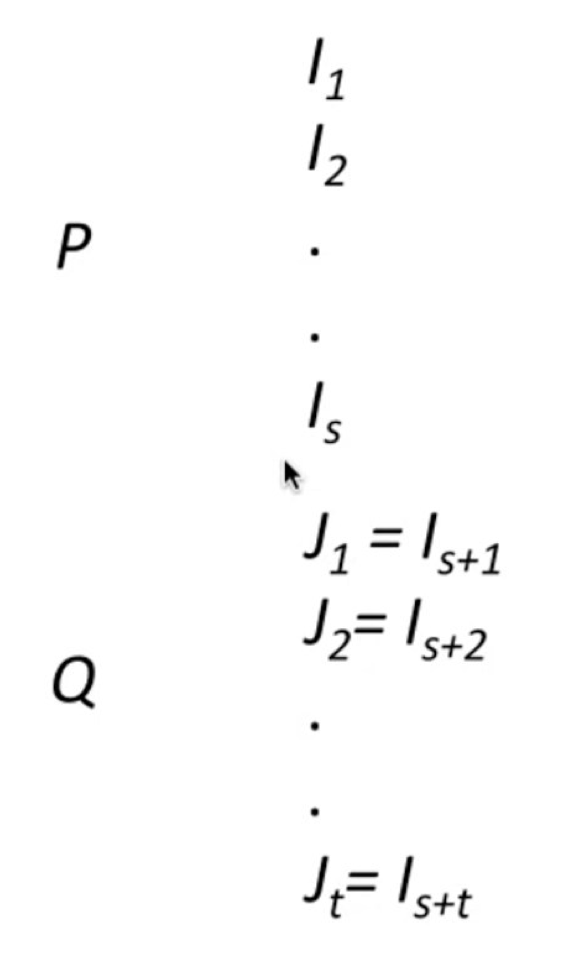 I₁
I₂
P .
.
Iₛ
J₁ = Iₛ₊₁
J₂= Iₛ₊₂
Q
.
.
Jₜ= Iₛ₊ₜ